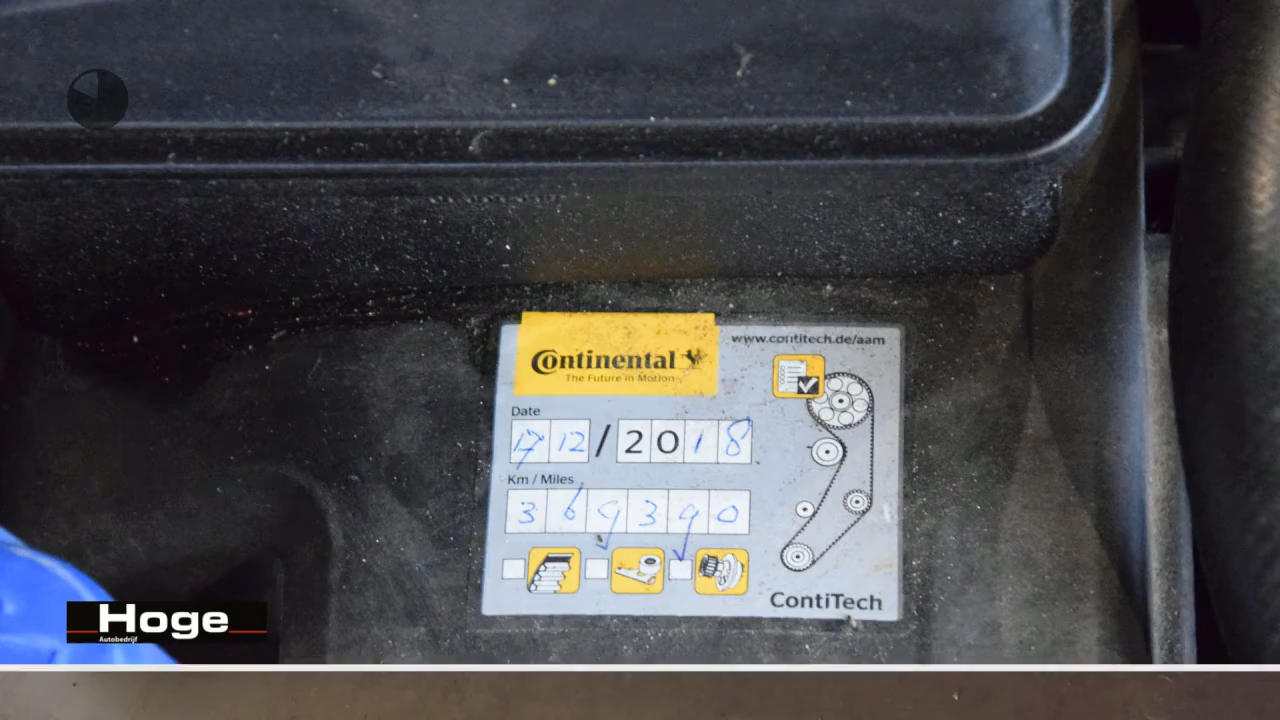 Continental
The Future in Motion
www.contitech.de/aam
Date
17 12 / 2018
Km / Miles
369390
ContiTech
Hoge
Autobedrijf